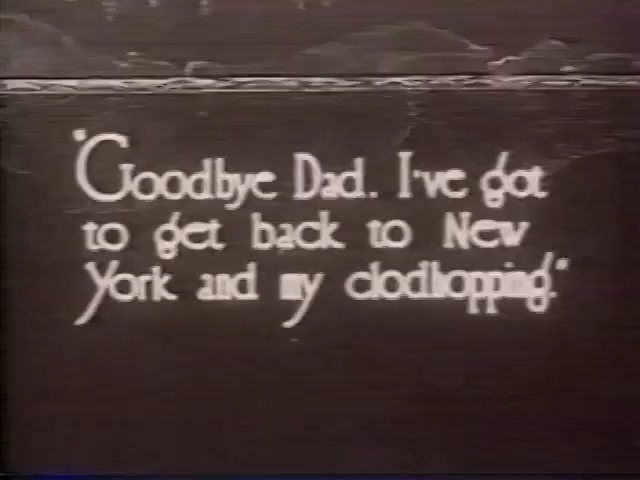 "Goodbye Dad. I've got
to get back to New
York and my clodhopping."